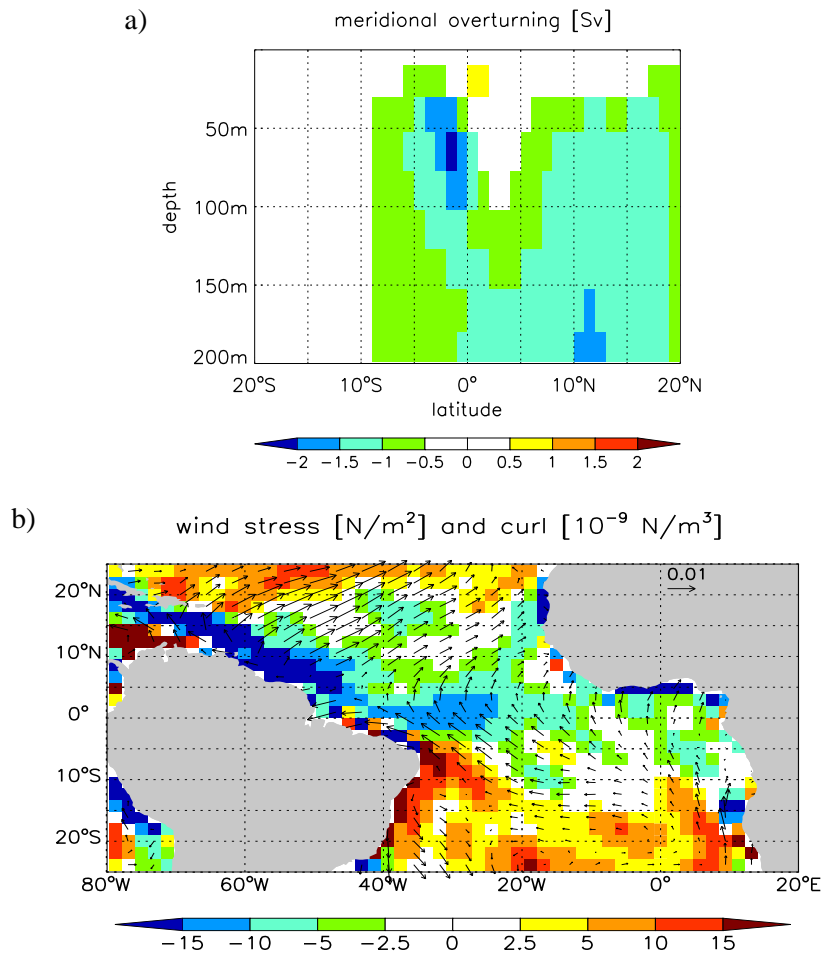 a)
meridional overturning [Sv]
50m
100m
150m
200m
depth
20°S 10°S 0° 10°N 20°N
latitude
-2 -1.5 -1 -0.5 0 0.5 1 1.5 2
b)
wind stress [N/m²] and curl [10⁻⁹ N/m³]
0.01
20°N
10°N
0°
10°S
20°S
80°W 60°W 40°W 20°W 0° 20°E
-15 -10 -5 -2.5 0 2.5 5 10 15